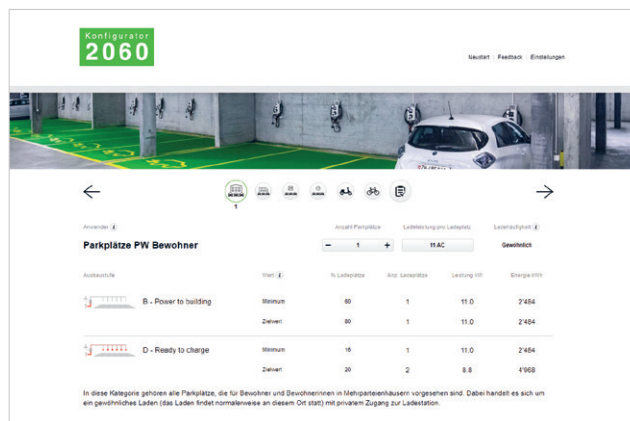 Konfigurator
2060
Neustart | Feedback | Einstellungen
1
Anwender i
Anzahl Parkplätze
Ladeleistung pro Ladeplatz
Ladehäufigkeit i
Parkplätze PW Bewohner
− 1 +
11 AC
Gewöhnlich
Ausbaustufe
Wert i
% Ladeplätze
Anz. Ladeplätze
Leistung kW
Energie kWh
B - Power to building
Minimum 60 1 11.0 2'484
Zielwert 80 1 11.0 2'484
D - Ready to charge
Minimum 15 1 11.0 2'484
Zielwert 20 2 8.8 4'968
In diese Kategorie gehören alle Parkplätze, die für Bewohner und Bewohnerinnen in Mehrparteienhäusern vorgesehen sind. Dabei handelt es sich um
ein gewöhnliches Laden (das Laden findet normalerweise an diesem Ort statt) mit privatem Zugang zur Ladestation.